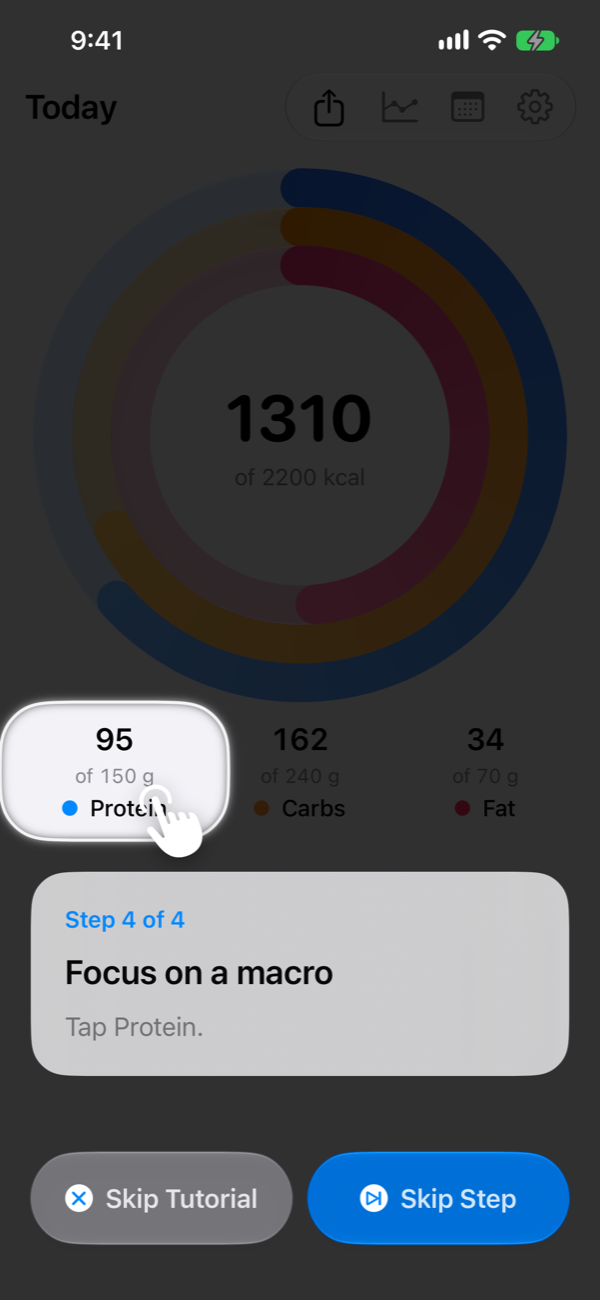 9:41
Today
1310
of 2200 kcal
95
of 150 g
Protein
162
of 240 g
Carbs
34
of 70 g
Fat
Step 4 of 4
Focus on a macro
Tap Protein.
Skip Tutorial
Skip Step